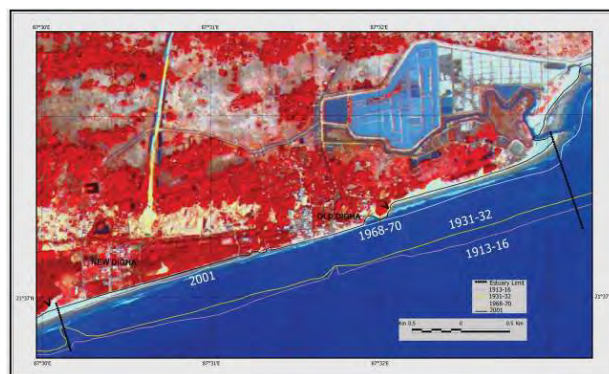 87°30'E 87°31'E 87°32'E
OLD DIGHA
1968-70
1931-32
1913-16
NEW DIGHA
2001
21°37'N 21°37'N
Estuary Limit
1913-16
1931-32
1968-70
2001
Km 0.5 0 0.5 Km
87°30'E 87°31'E 87°32'E